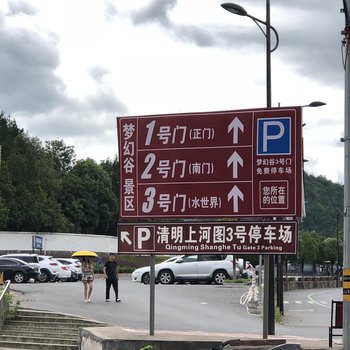 梦幻谷景区
1号门(正门)
2号门(南门)
3号门(水世界)
P
梦幻谷3号门
免费停车场
您所在
的位置
P 清明上河图3号停车场
Qingming Shanghe Tu Gate 3 Parking